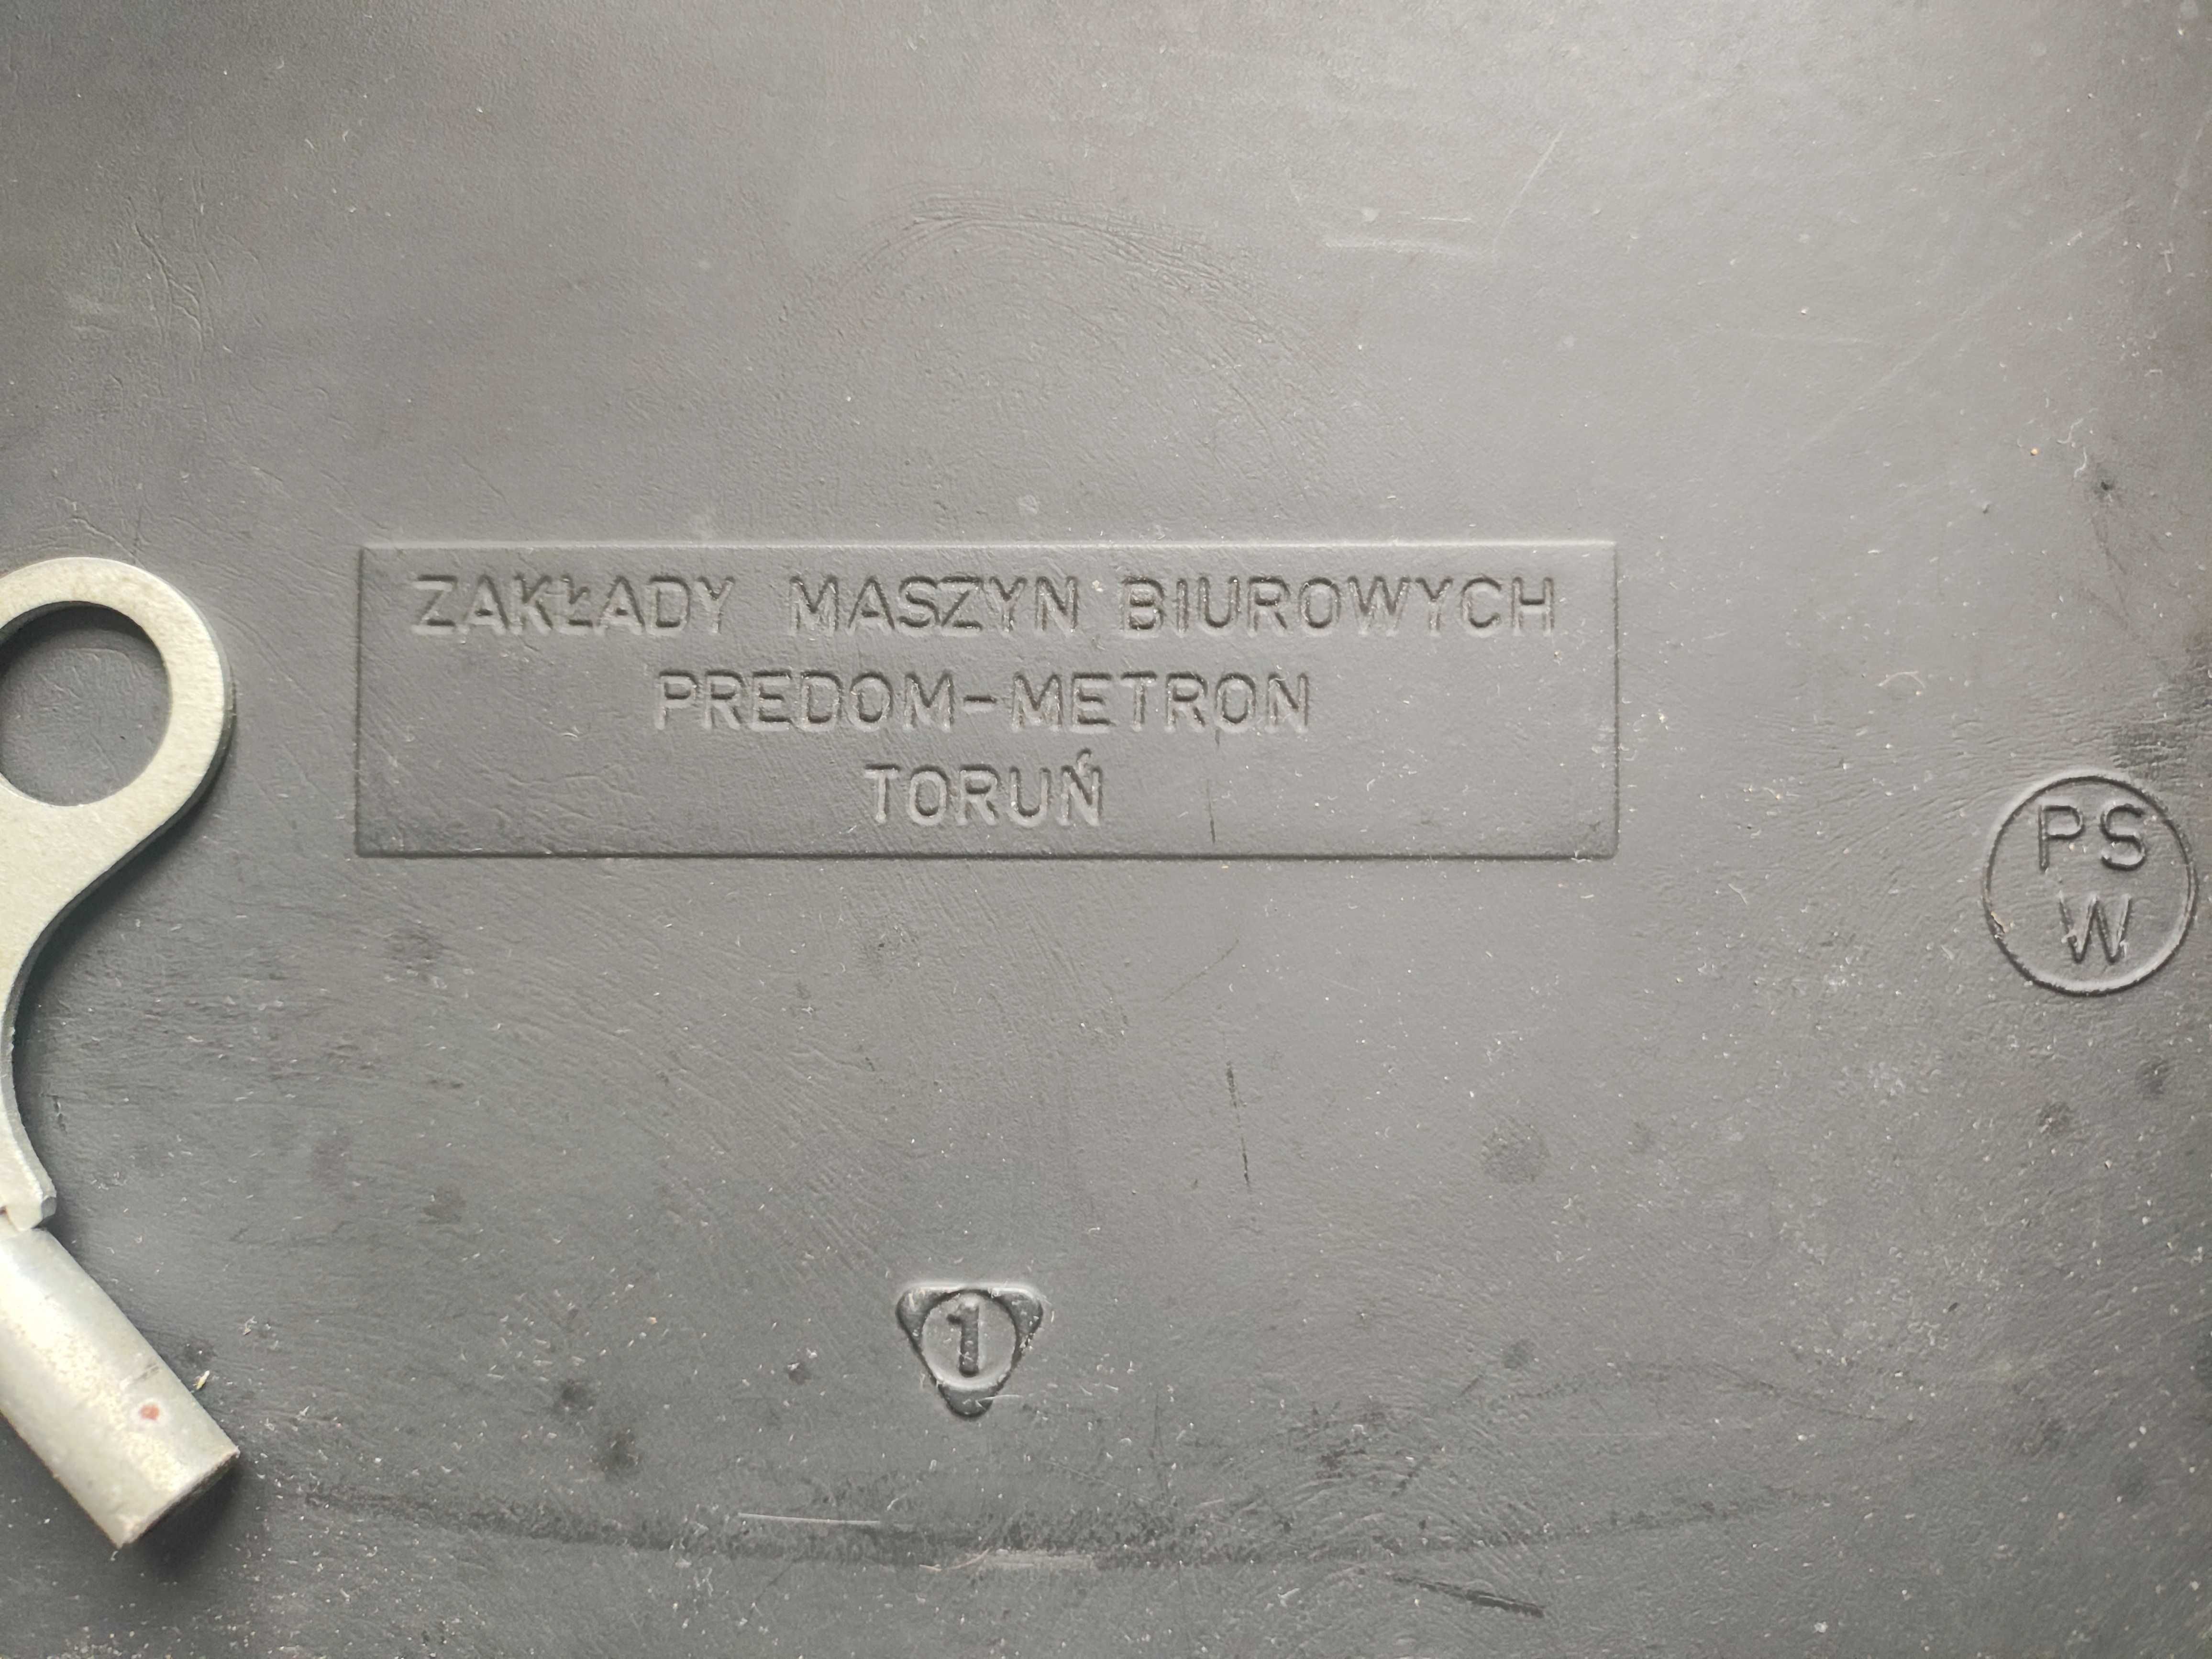 ZAKŁADY MASZYN BIUROWYCH
PREDOM-METRON
TORUŃ
PS
W
1